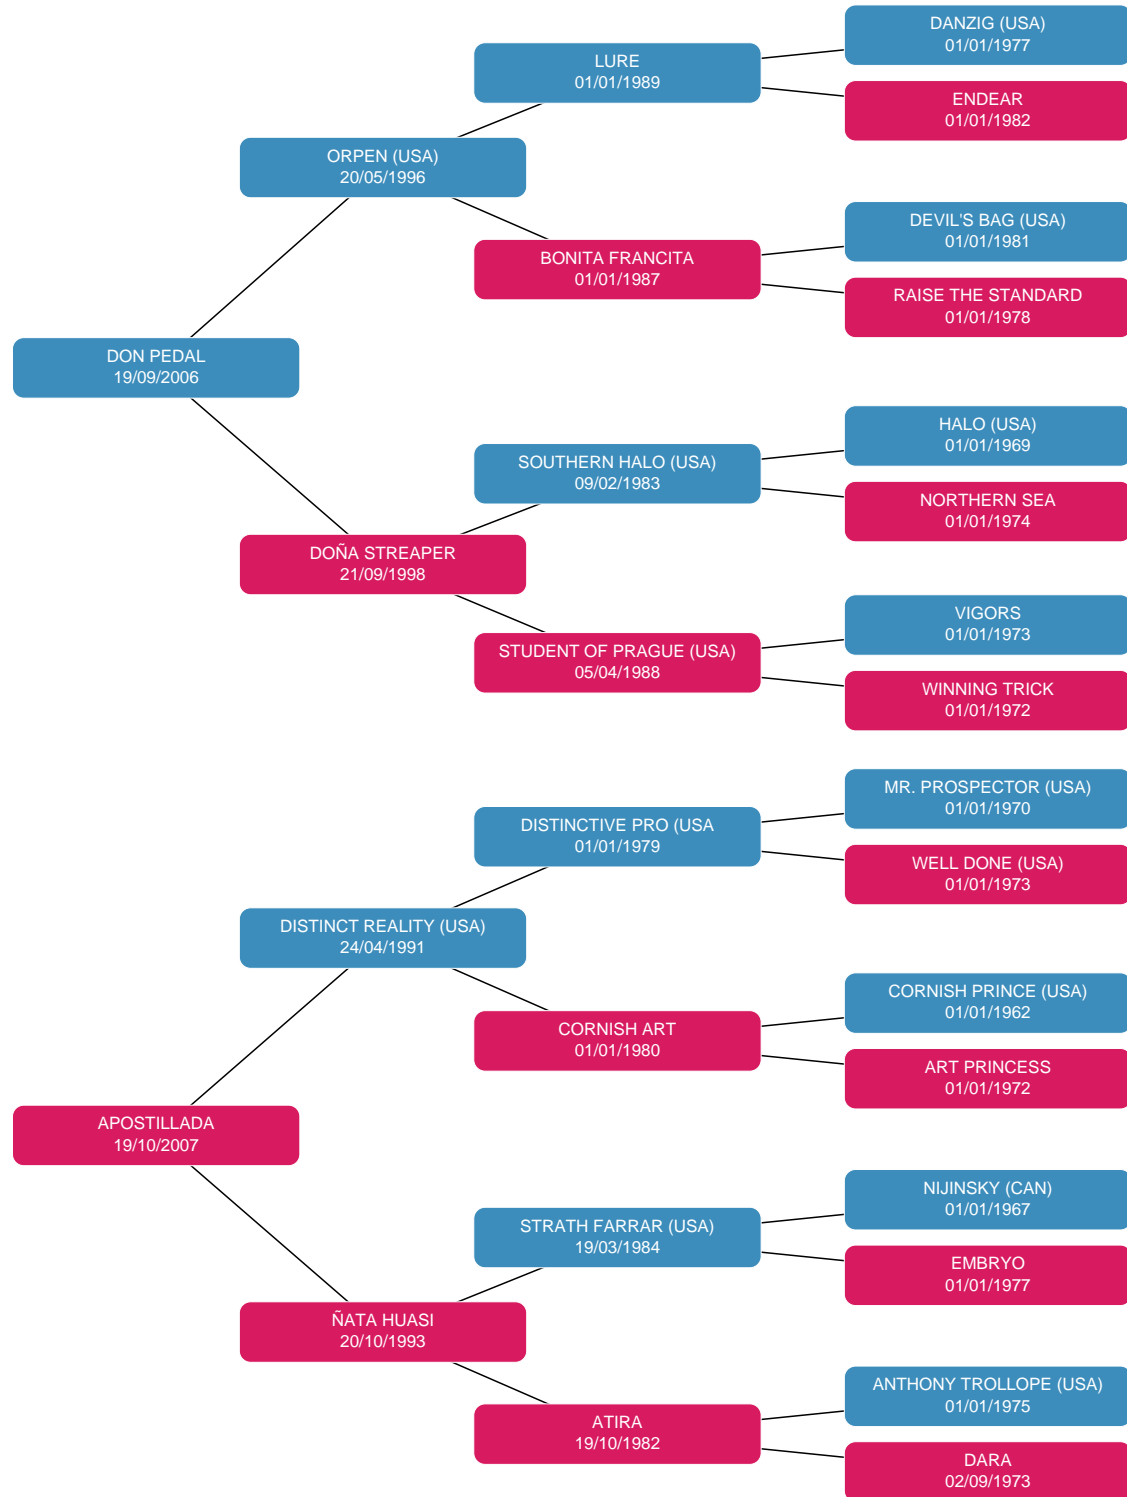 DANZIG (USA)
01/01/1977
LURE
01/01/1989
ENDEAR
01/01/1982
ORPEN (USA)
20/05/1996
DEVIL'S BAG (USA)
01/01/1981
BONITA FRANCITA
01/01/1987
RAISE THE STANDARD
01/01/1978
DON PEDAL
19/09/2006
HALO (USA)
01/01/1969
SOUTHERN HALO (USA)
09/02/1983
NORTHERN SEA
01/01/1974
DOÑA STREAPER
21/09/1998
VIGORS
01/01/1973
STUDENT OF PRAGUE (USA)
05/04/1988
WINNING TRICK
01/01/1972
MR. PROSPECTOR (USA)
01/01/1970
DISTINCTIVE PRO (USA
01/01/1979
WELL DONE (USA)
01/01/1973
DISTINCT REALITY (USA)
24/04/1991
CORNISH PRINCE (USA)
01/01/1962
CORNISH ART
01/01/1980
ART PRINCESS
01/01/1972
APOSTILLADA
19/10/2007
NIJINSKY (CAN)
01/01/1967
STRATH FARRAR (USA)
19/03/1984
EMBRYO
01/01/1977
ÑATA HUASI
20/10/1993
ANTHONY TROLLOPE (USA)
01/01/1975
ATIRA
19/10/1982
DARA
02/09/1973